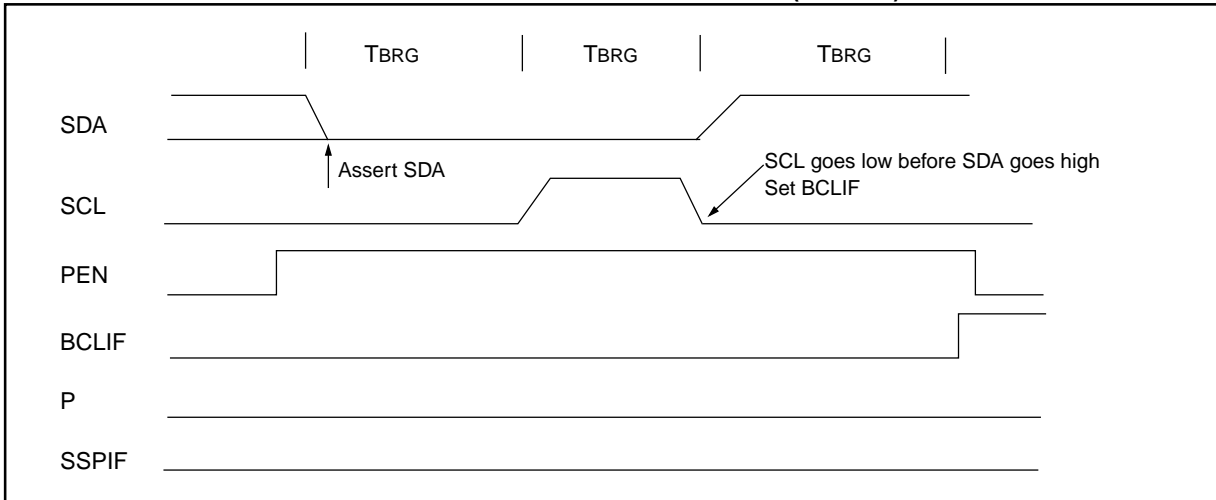 TBRG TBRG TBRG
SDA
Assert SDA
SCL goes low before SDA goes high
Set BCLIF
SCL
PEN
BCLIF
P
SSPIF